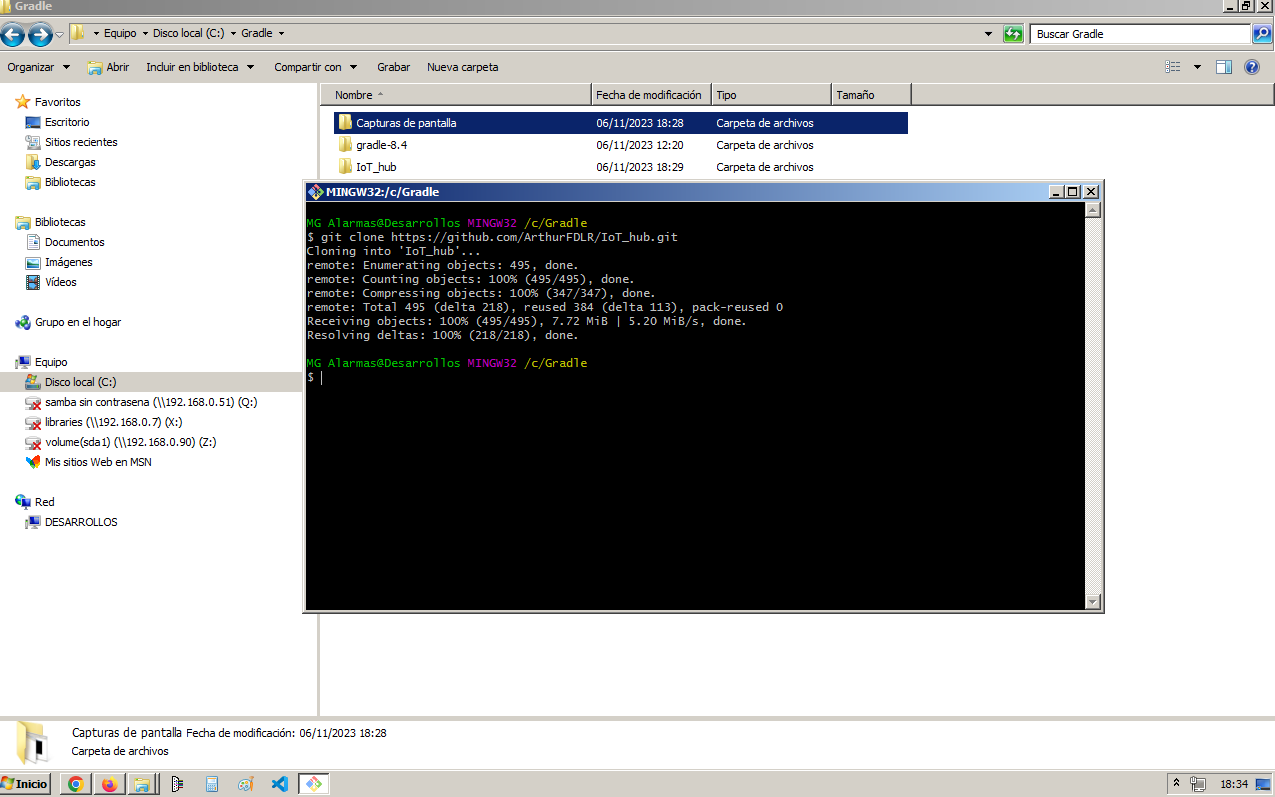 Gradle
Equipo Disco local (C:) Gradle
Buscar Gradle
Organizar Abrir Incluir en biblioteca Compartir con Grabar Nueva carpeta
Favoritos
Escritorio
Sitios recientes
Descargas
Bibliotecas
Bibliotecas
Documentos
Imágenes
Vídeos
Grupo en el hogar
Equipo
Disco local (C:)
samba sin contrasena (\\192.168.0.51) (Q:)
libraries (\\192.168.0.7) (X:)
volume(sda1) (\\192.168.0.90) (Z:)
Mis sitios Web en MSN
Red
DESARROLLOS
Nombre Fecha de modificación Tipo Tamaño
Capturas de pantalla 06/11/2023 18:28 Carpeta de archivos
gradle-8.4 06/11/2023 12:20 Carpeta de archivos
IoT_hub 06/11/2023 18:29 Carpeta de archivos
MINGW32:/c/Gradle
MG Alarmas@Desarrollos MINGW32 /c/Gradle
$ git clone https://github.com/ArthurFDLR/IoT_hub.git
Cloning into 'IoT_hub'...
remote: Enumerating objects: 495, done.
remote: Counting objects: 100% (495/495), done.
remote: Compressing objects: 100% (347/347), done.
remote: Total 495 (delta 218), reused 384 (delta 113), pack-reused 0
Receiving objects: 100% (495/495), 7.72 MiB | 5.20 MiB/s, done.
Resolving deltas: 100% (218/218), done.
MG Alarmas@Desarrollos MINGW32 /c/Gradle
$
Capturas de pantalla Fecha de modificación: 06/11/2023 18:28
Carpeta de archivos
Inicio
18:34